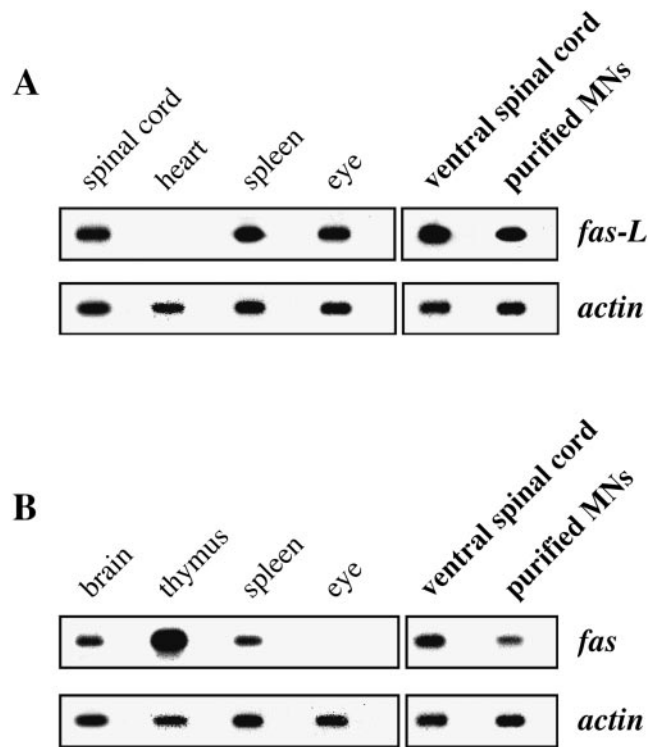 A
spinal cord
heart
spleen
eye
ventral spinal cord
purified MNs
fas-L
actin
B
brain
thymus
spleen
eye
ventral spinal cord
purified MNs
fas
actin